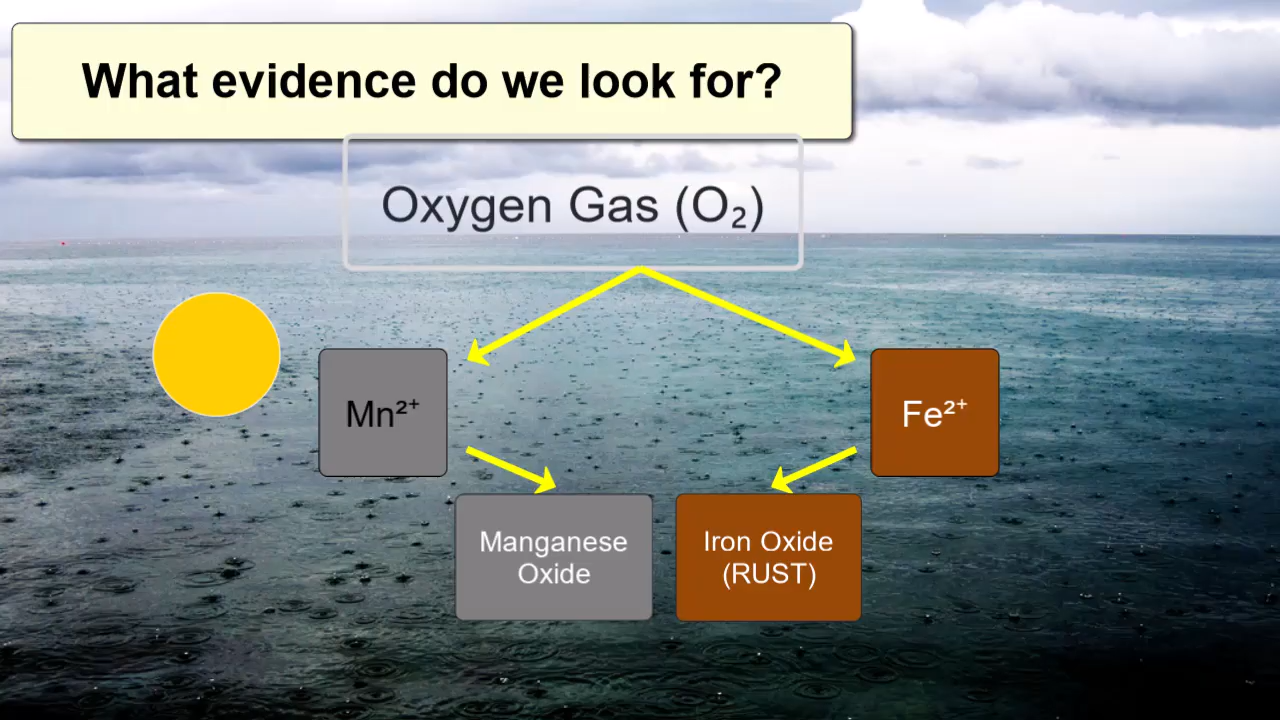 What evidence do we look for?
Oxygen Gas (O₂)
Mn²⁺
Fe²⁺
Manganese
Oxide
Iron Oxide
(RUST)